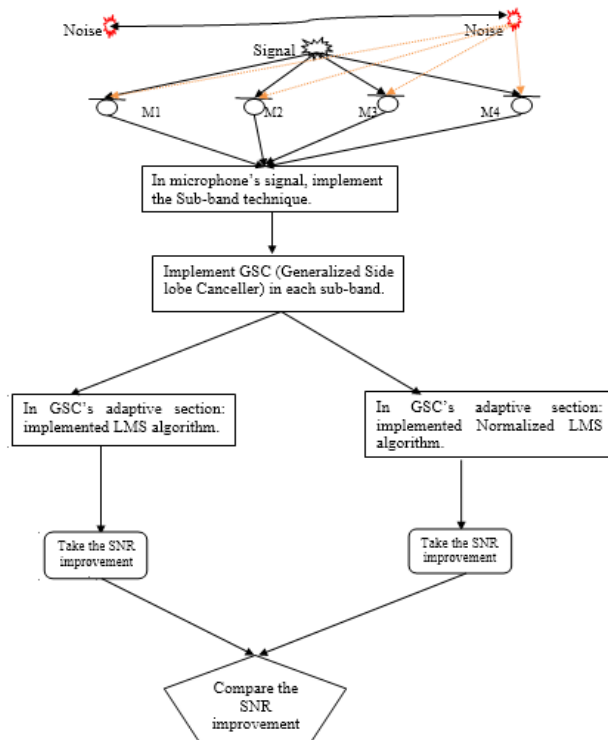 Noise
Noise
Signal
M1
M2
M3
M4
In microphone's signal, implement
the Sub-band technique.
Implement GSC (Generalized Side
lobe Canceller) in each sub-band.
In GSC's adaptive section:
implemented LMS algorithm.
In GSC's adaptive section:
implemented Normalized LMS
algorithm.
Take the SNR
improvement
Take the SNR
improvement
Compare the
SNR
improvement